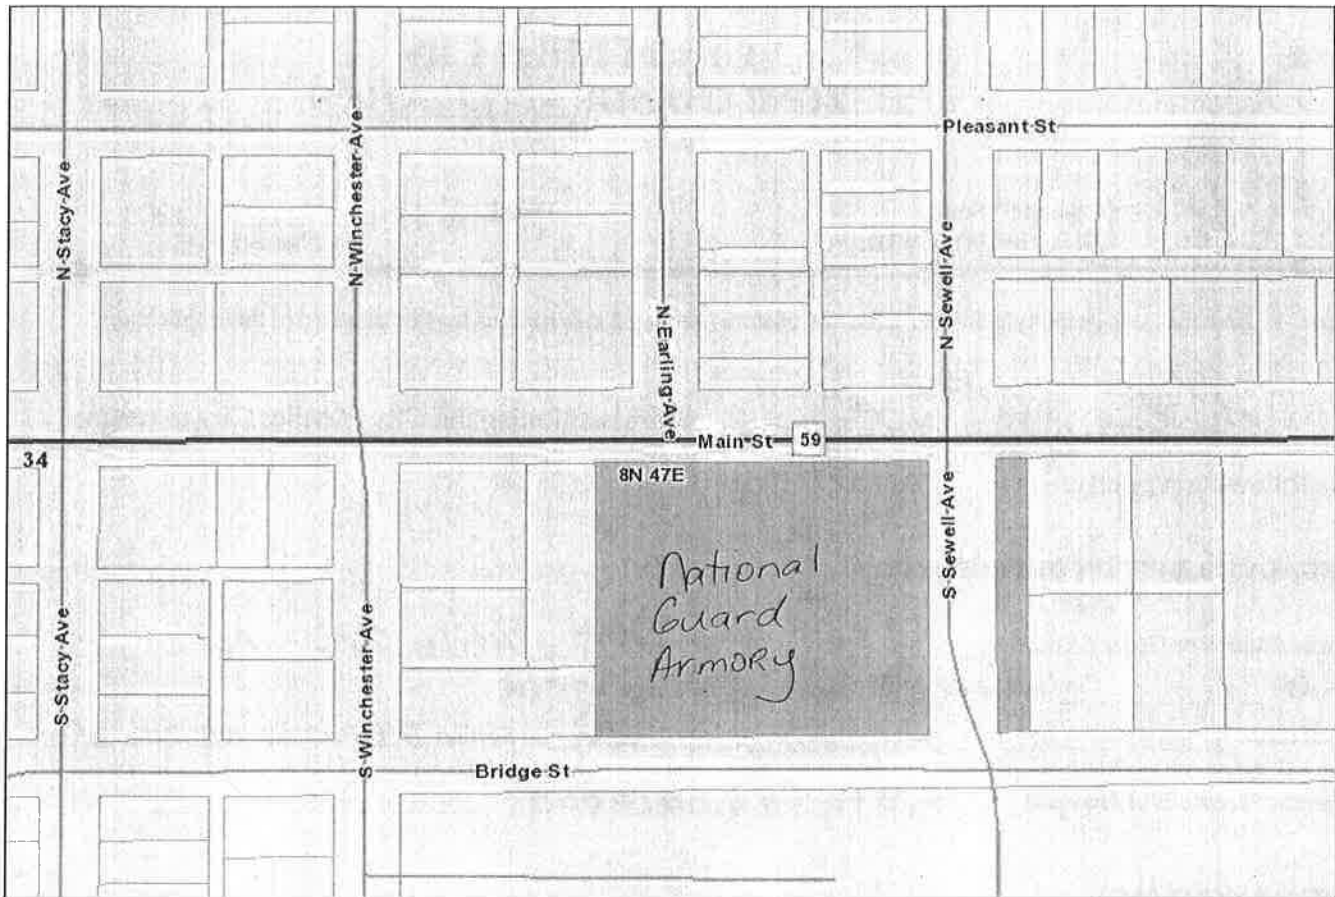 Pleasant St
N Stacy Ave
N Winchester Ave
N Earling Ave
N Sewell Ave
Main St
59
34
8N 47E
National
Guard
Armory
S Stacy Ave
S Winchester Ave
S Sewell Ave
Bridge St